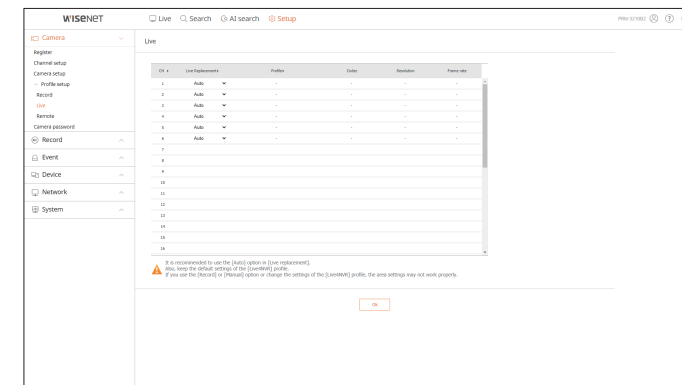 WISENET
Live Search AI search Setup
PRN-3210B2
Camera
Register
Channel setup
Camera setup
Profile setup
Record
Live
Remote
Camera password
Record
Event
Device
Network
System
Live
CH Live Replacement Profiles Codec Resolution Frame rate
1 Auto - - - -
2 Auto - - - -
3 Auto - - - -
4 Auto - - - -
5 Auto - - - -
6 Auto - - - -
7
8
9
10
11
12
13
14
15
16
It is recommended to use the [Auto] option in [Live replacement].
Also, keep the default settings of the [Live4NVR] profile.
If you use the [Record] or [Manual] option or change the settings of the [Live4NVR] profile, the area settings may not work properly.
Ok